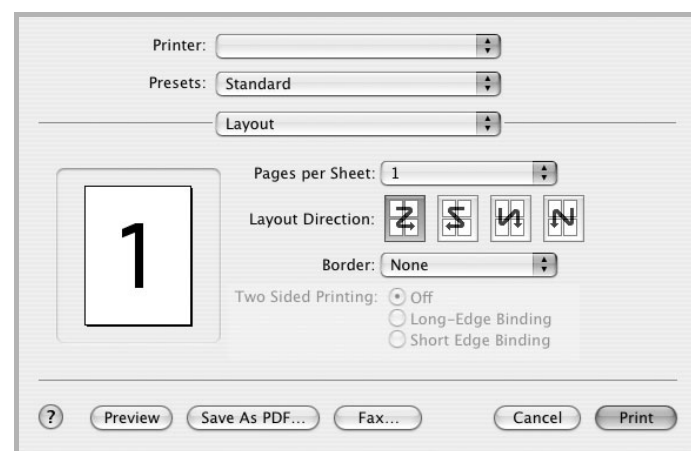 Printer:
Presets: Standard
Layout
Pages per Sheet: 1
1
Layout Direction:
Border: None
Two Sided Printing: Off
Long-Edge Binding
Short Edge Binding
? Preview Save As PDF... Fax... Cancel Print